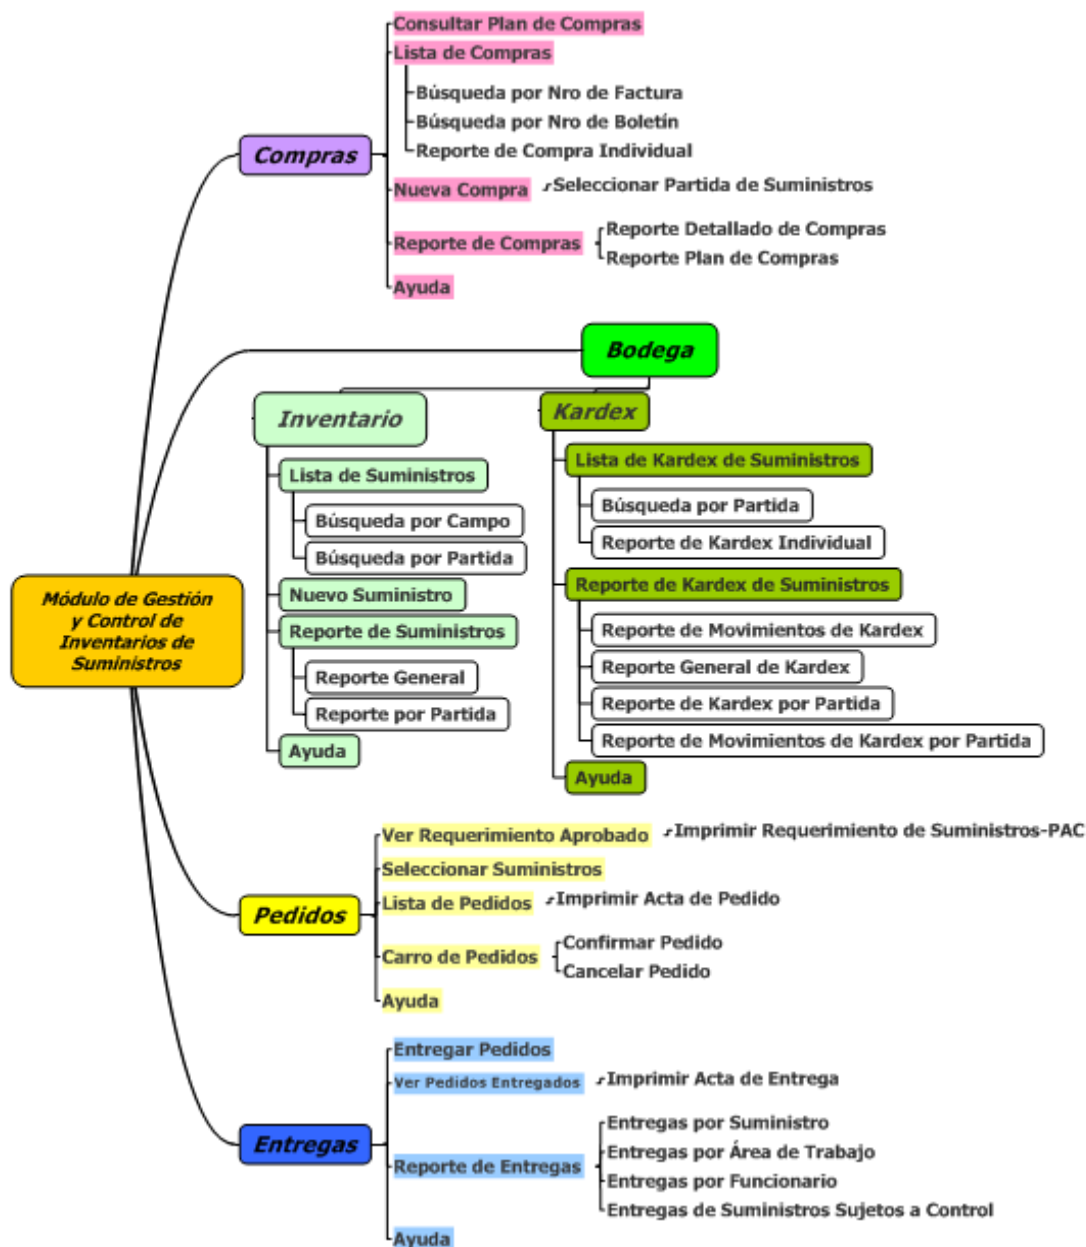 Consultar Plan de Compras
Lista de Compras
Búsqueda por Nro de Factura
Búsqueda por Nro de Boletín
Reporte de Compra Individual
Compras
Nueva Compra
Seleccionar Partida de Suministros
Reporte de Compras
Reporte Detallado de Compras
Reporte Plan de Compras
Ayuda
Bodega
Inventario
Lista de Suministros
Búsqueda por Campo
Búsqueda por Partida
Nuevo Suministro
Reporte de Suministros
Reporte General
Reporte por Partida
Ayuda
Kardex
Lista de Kardex de Suministros
Búsqueda por Partida
Reporte de Kardex Individual
Reporte de Kardex de Suministros
Reporte de Movimientos de Kardex
Reporte General de Kardex
Reporte de Kardex por Partida
Reporte de Movimientos de Kardex por Partida
Ayuda
Módulo de Gestión
y Control de
Inventarios de
Suministros
Ver Requerimiento Aprobado
Imprimir Requerimiento de Suministros-PAC
Seleccionar Suministros
Lista de Pedidos
Imprimir Acta de Pedido
Pedidos
Carro de Pedidos
Confirmar Pedido
Cancelar Pedido
Ayuda
Entregar Pedidos
Ver Pedidos Entregados
Imprimir Acta de Entrega
Entregas
Reporte de Entregas
Entregas por Suministro
Entregas por Área de Trabajo
Entregas por Funcionario
Entregas de Suministros Sujetos a Control
Ayuda